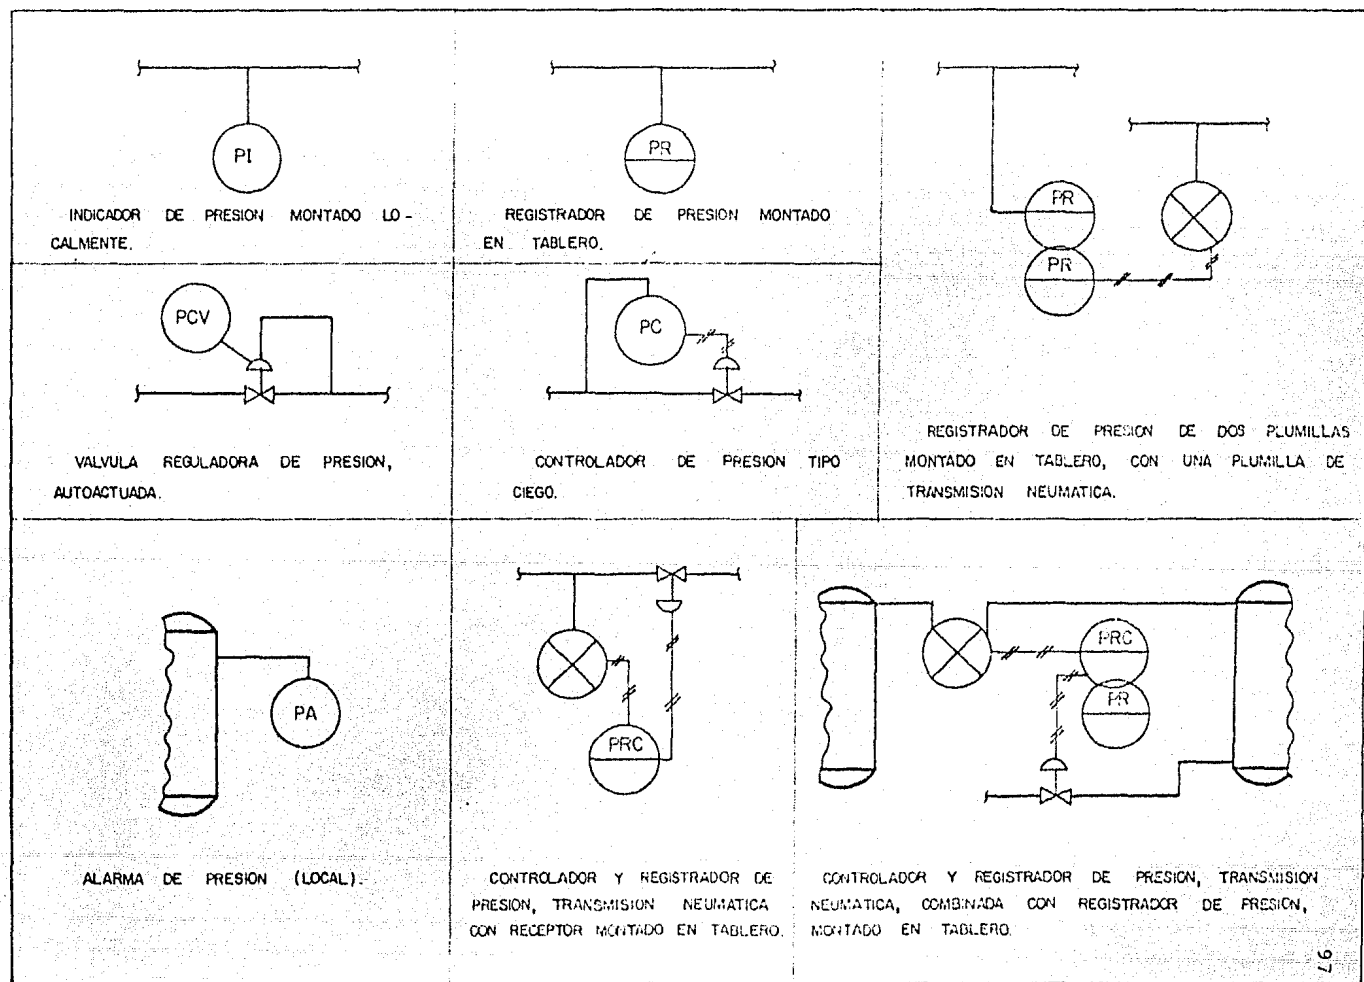 PI
INDICADOR DE PRESION MONTADO LO-
CALMENTE.
PR
REGISTRADOR DE PRESION MONTADO
EN TABLERO.
PR
PR
REGISTRADOR DE PRESION DE DOS PLUMILLAS
MONTADO EN TABLERO, CON UNA PLUMILLA DE
TRANSMISION NEUMATICA.
PCV
VALVULA REGULADORA DE PRESION,
AUTOACTUADA.
PC
CONTROLADOR DE PRESION TIPO
CIEGO.
PA
ALARMA DE PRESION (LOCAL).
PRC
CONTROLADOR Y REGISTRADOR DE
PRESION, TRANSMISION NEUMATICA
CON RECEPTOR MONTADO EN TABLERO.
PRC
PR
CONTROLADOR Y REGISTRADOR DE PRESION, TRANSMISION
NEUMATICA, COMBINADA CON REGISTRADOR DE PRESION,
MONTADO EN TABLERO.
97